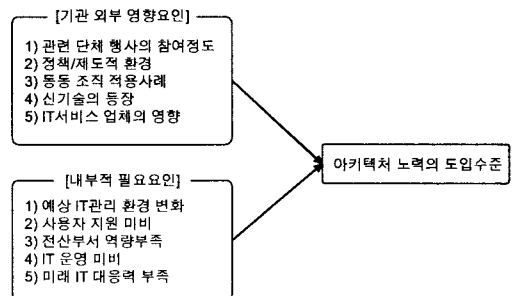 [기관 외부 영향요인]
1) 관련 단체 행사의 참여정도
2) 정책/제도적 환경
3) 동동 조직 적용사례
4) 신기술의 등장
5) IT서비스 업체의 영향
아키텍처 노력의 도입수준
[내부적 필요요인]
1) 예상 IT관리 환경 변화
2) 사용자 지원 미비
3) 전산부서 역량부족
4) IT 운영 미비
5) 미래 IT 대응력 부족